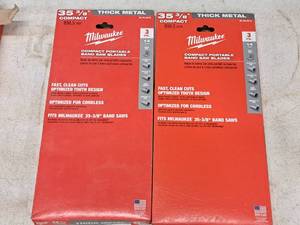 35 3/8"
COMPACT
THICK METAL
Milwaukee
3
COMPACT PORTABLE
BAND SAW BLADES
FAST, CLEAN CUTS
OPTIMIZED TOOTH DESIGN
OPTIMIZED FOR CORDLESS
FITS MILWAUKEE 35-3/8" BAND SAWS
35 3/8"
COMPACT
THICK METAL
Milwaukee
3
COMPACT PORTABLE
BAND SAW BLADES
FAST, CLEAN CUTS
OPTIMIZED TOOTH DESIGN
OPTIMIZED FOR CORDLESS
FITS MILWAUKEE 35-3/8" BAND SAWS